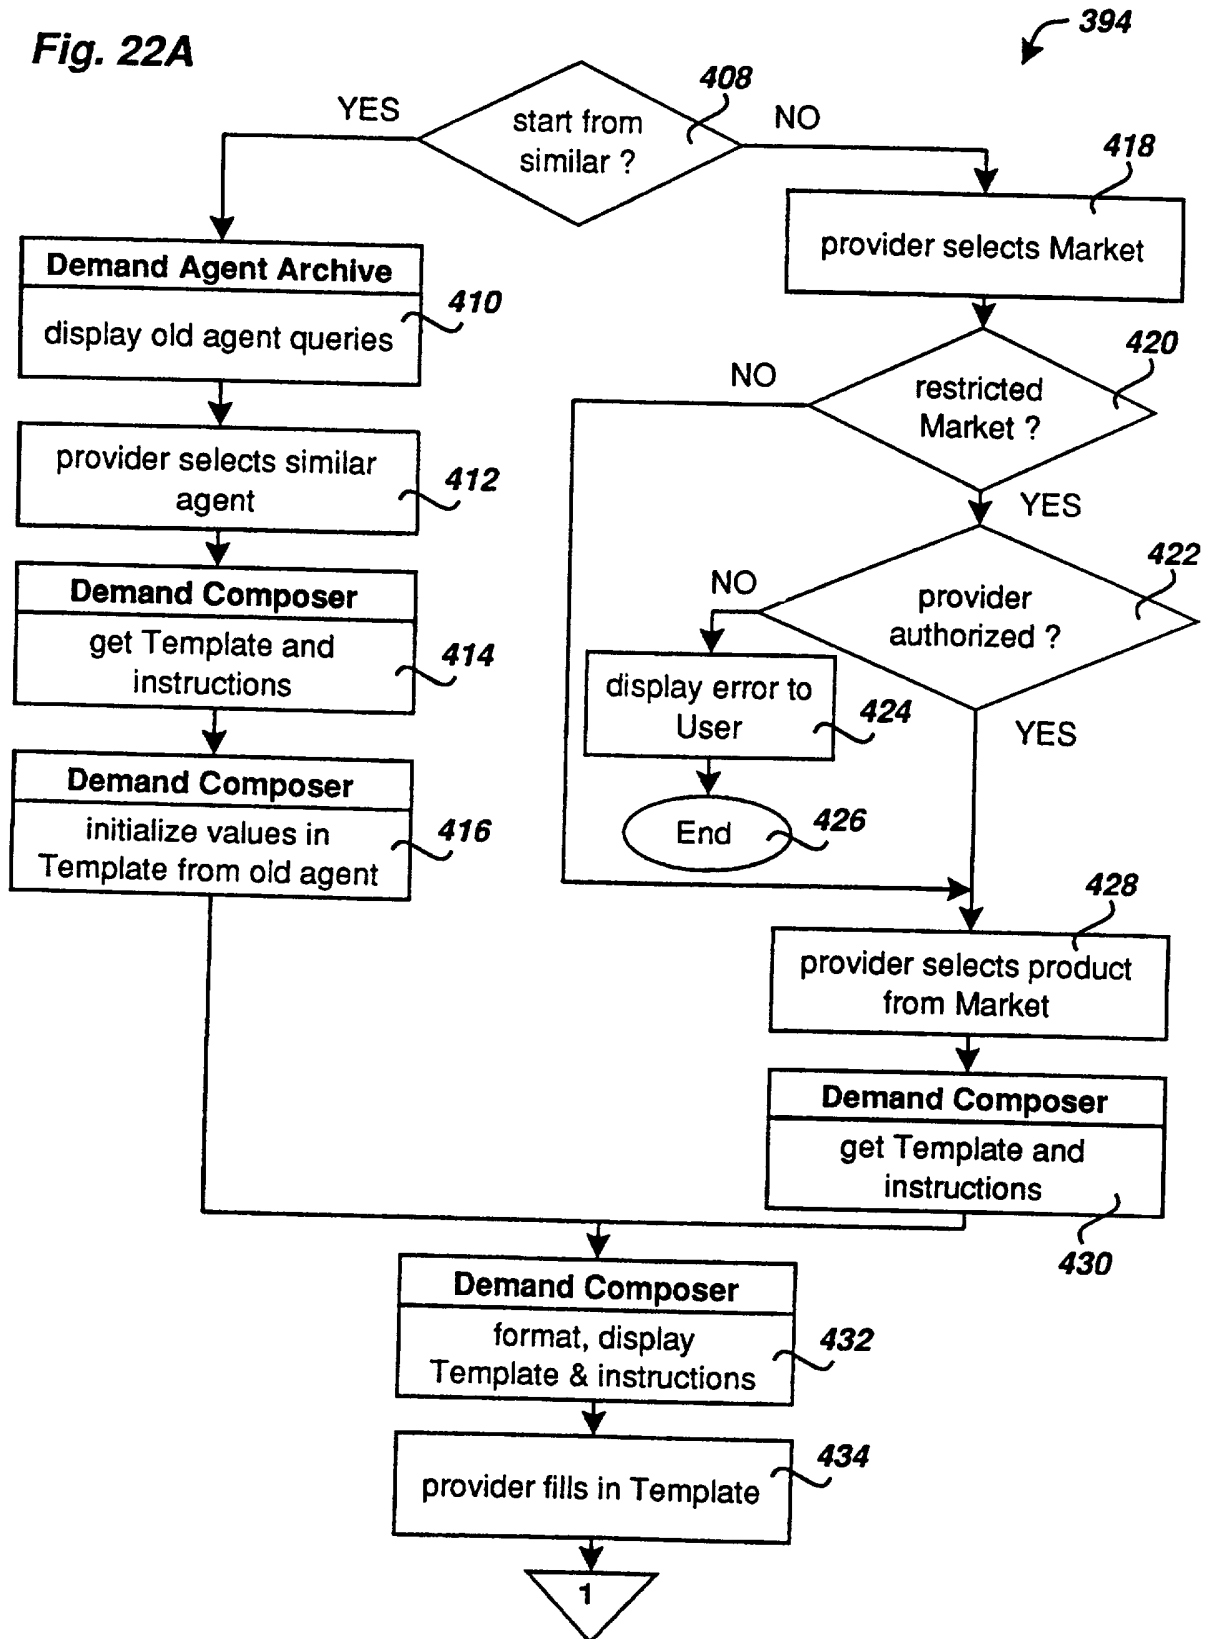 Fig. 22A
394
408
YES
start from
similar ?
NO
418
provider selects Market
Demand Agent Archive
410
display old agent queries
420
NO
restricted
Market ?
YES
provider selects similar
agent
412
422
NO
provider
authorized ?
YES
Demand Composer
get Template and
instructions
414
display error to
User
424
Demand Composer
initialize values in
Template from old agent
416
End
426
428
provider selects product
from Market
Demand Composer
get Template and
instructions
430
Demand Composer
format, display
Template & instructions
432
434
provider fills in Template
1